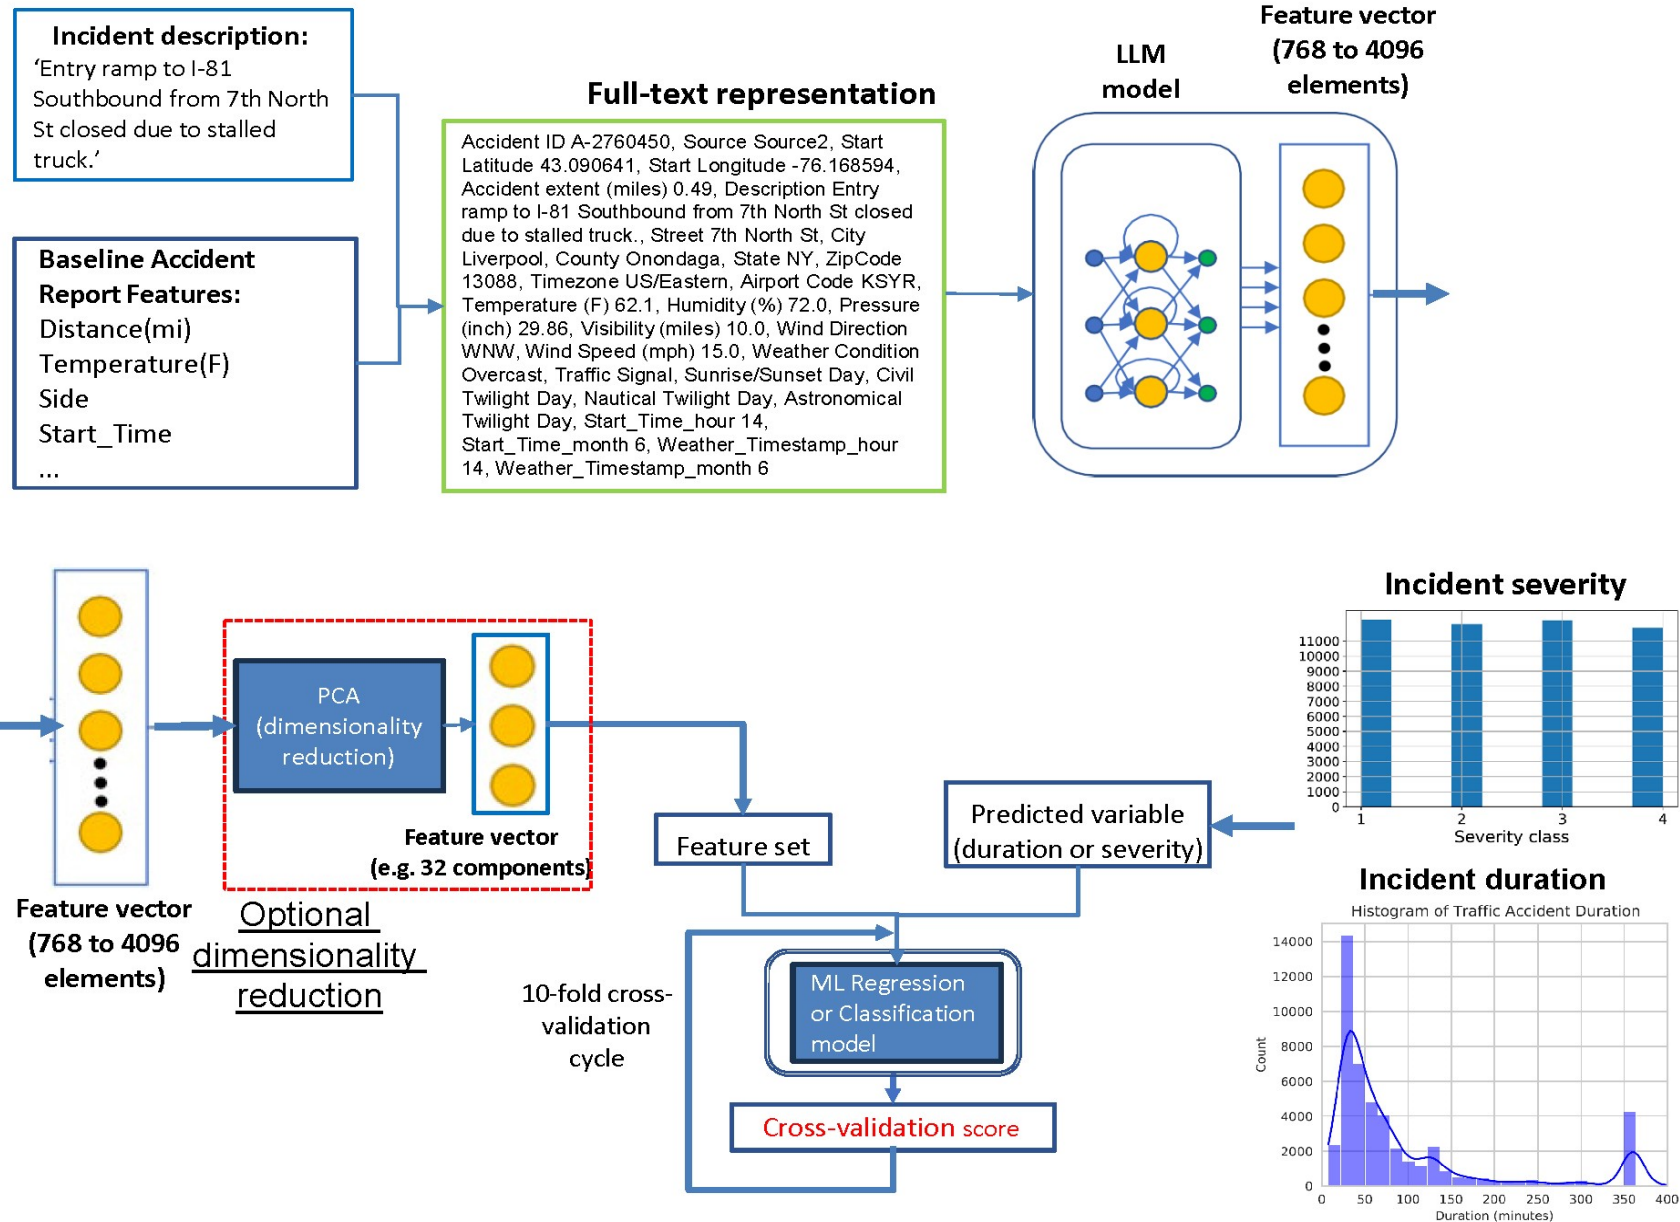 Incident description:
‘Entry ramp to I-81
Southbound from 7th North
St closed due to stalled
truck.’
Baseline Accident
Report Features:
Distance(mi)
Temperature(F)
Side
Start_Time
...
Full-text representation
Accident ID A-2760450, Source Source2, Start
Latitude 43.090641, Start Longitude -76.168594,
Accident extent (miles) 0.49, Description Entry
ramp to I-81 Southbound from 7th North St closed
due to stalled truck., Street 7th North St, City
Liverpool, County Onondaga, State NY, ZipCode
13088, Timezone US/Eastern, Airport Code KSYR,
Temperature (F) 62.1, Humidity (%) 72.0, Pressure
(inch) 29.86, Visibility (miles) 10.0, Wind Direction
WNW, Wind Speed (mph) 15.0, Weather Condition
Overcast, Traffic Signal, Sunrise/Sunset Day, Civil
Twilight Day, Nautical Twilight Day, Astronomical
Twilight Day, Start_Time_hour 14,
Start_Time_month 6, Weather_Timestamp_hour
14, Weather_Timestamp_month 6
LLM
model
Feature vector
(768 to 4096
elements)
Feature vector
(768 to 4096
elements)
PCA
(dimensionality
reduction)
Feature vector
(e.g. 32 components)
Optional
dimensionality
reduction
Feature set
Predicted variable
(duration or severity)
10-fold cross-
validation
cycle
ML Regression
or Classification
model
Cross-validation score
Incident severity
11000
10000
9000
8000
7000
6000
5000
4000
3000
2000
1000
0
1 2 3 4
Severity class
Incident duration
Histogram of Traffic Accident Duration
Count
14000
12000
10000
8000
6000
4000
2000
0
0 50 100 150 200 250 300 350 400
Duration (minutes)